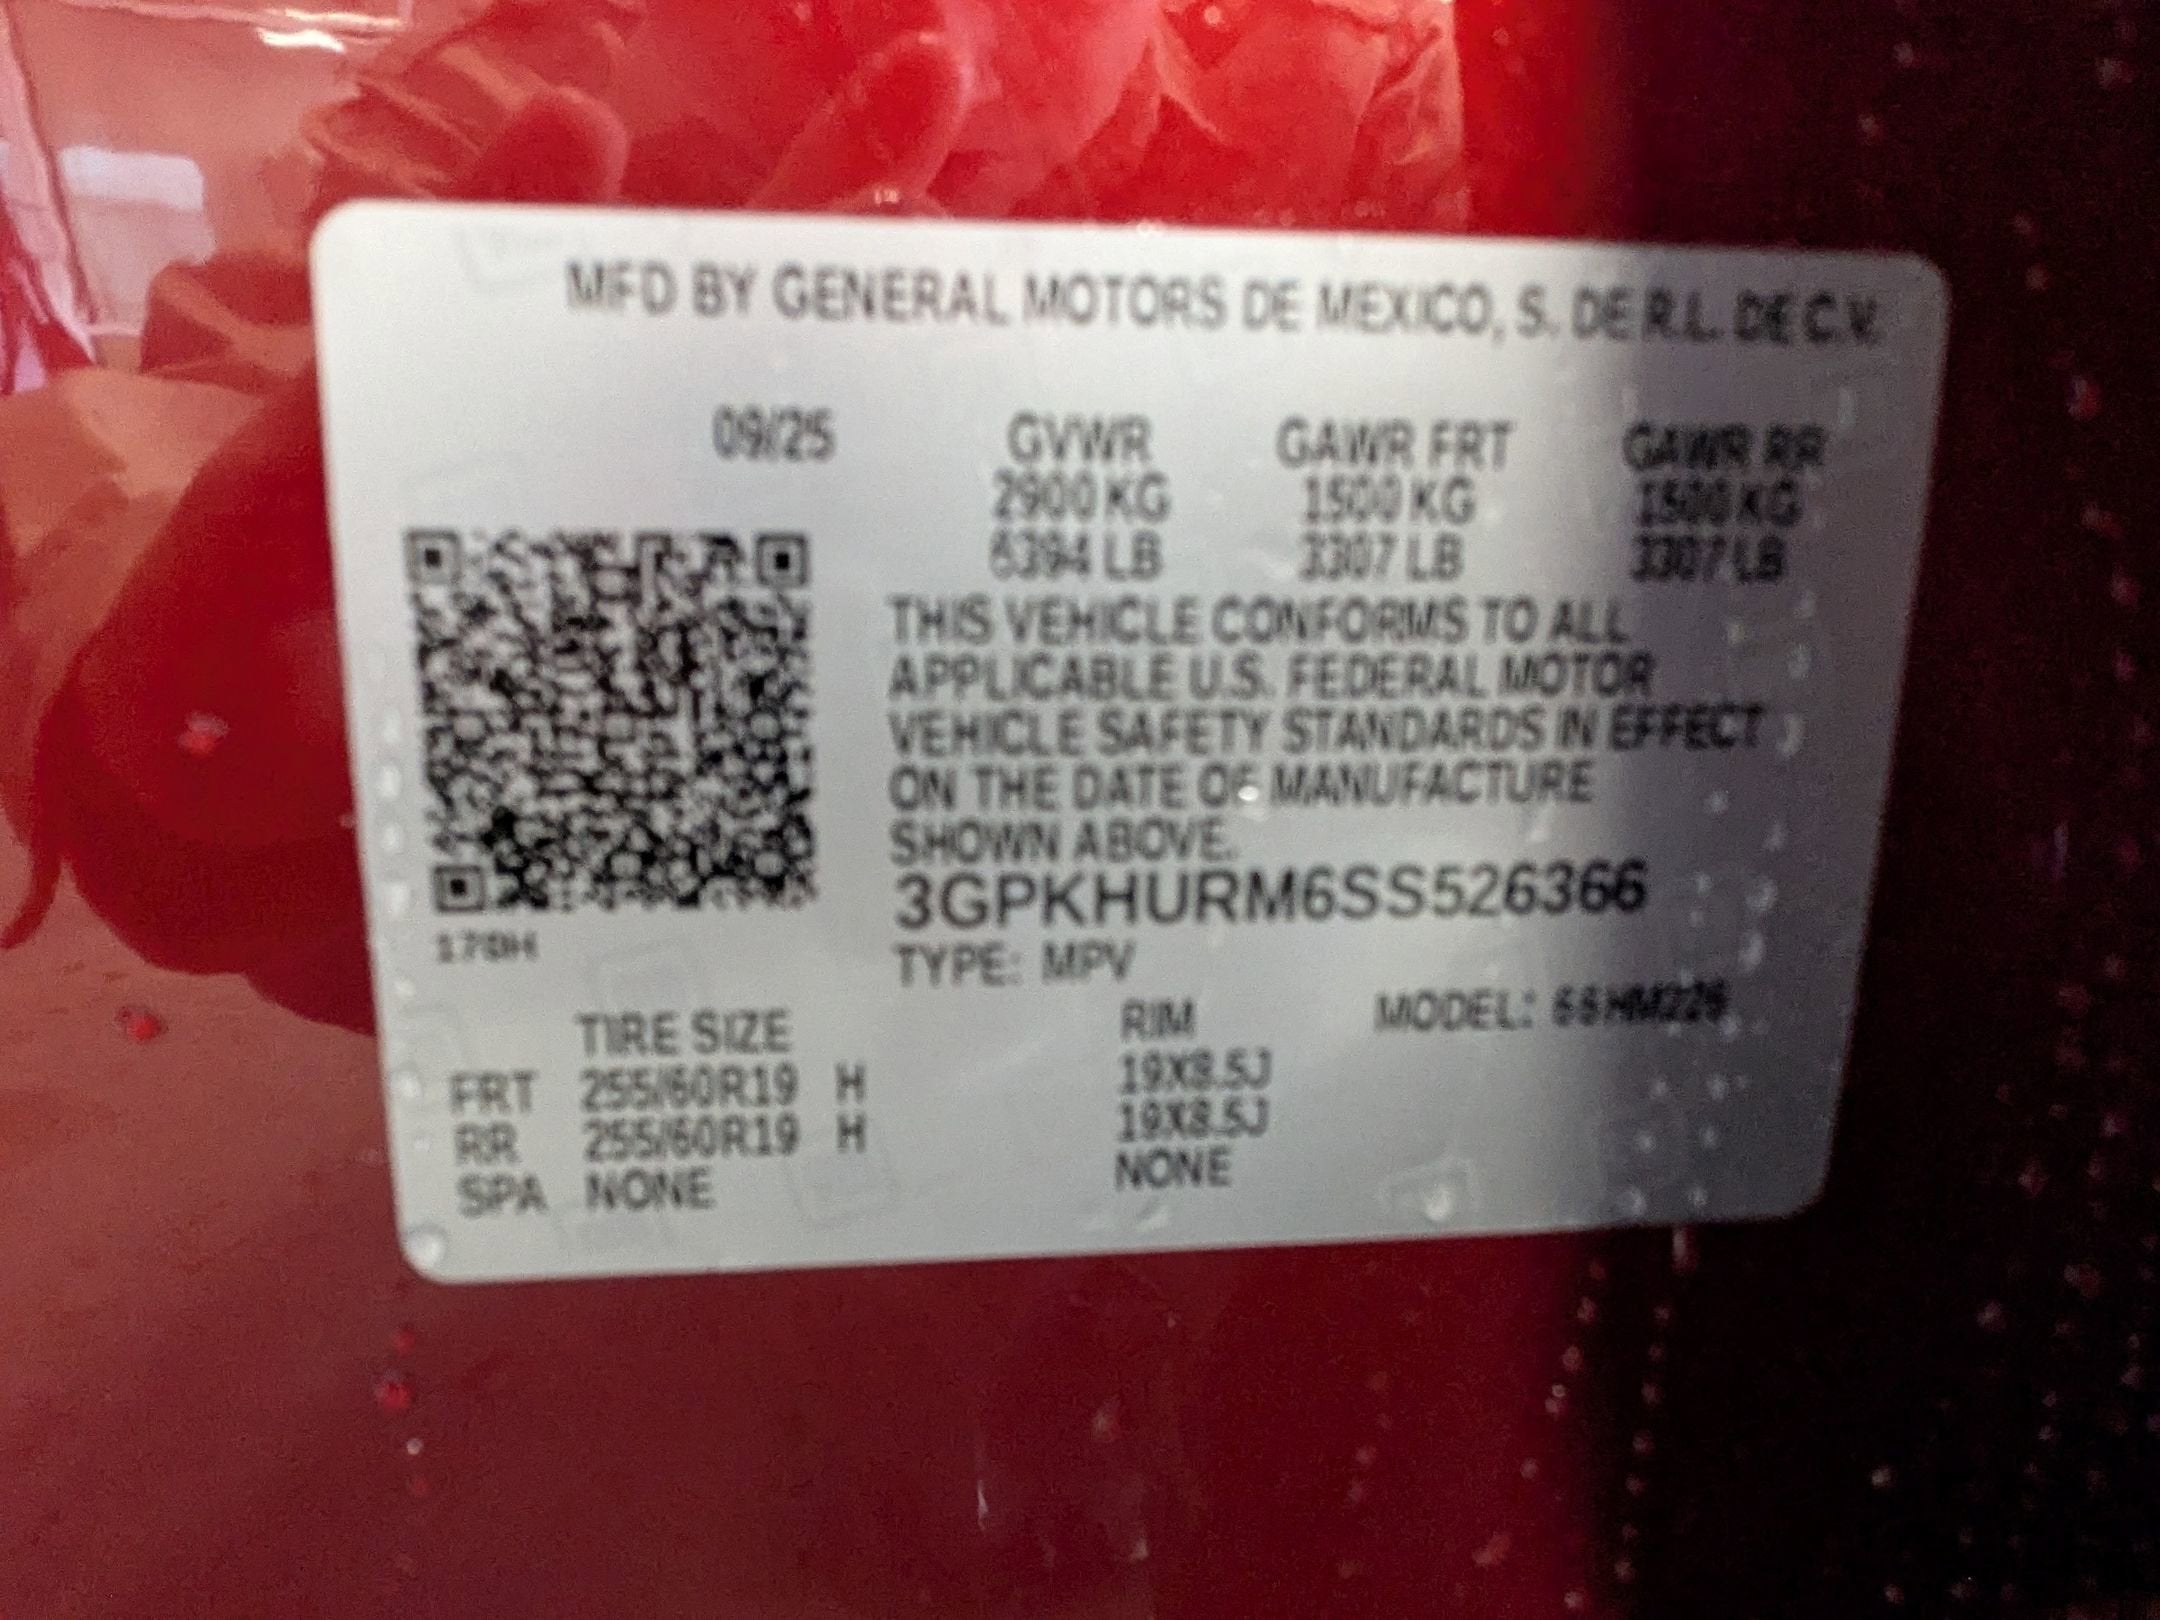 MFD BY GENERAL MOTORS DE MEXICO, S. DE R.L. DE C.V.
09/25 GVWR GAWR FRT GAWR RR
2900 KG 1500 KG 1500 KG
6394 LB 3307 LB 3307 LB
THIS VEHICLE CONFORMS TO ALL
APPLICABLE U.S. FEDERAL MOTOR
VEHICLE SAFETY STANDARDS IN EFFECT
ON THE DATE OF MANUFACTURE
SHOWN ABOVE.
3GPKHURM6SS526366
170H
TYPE: MPV
TIRE SIZE RIM MODEL:
FRT 255/60R19 H 19X8.5J
RR 255/60R19 H 19X8.5J
SPA NONE NONE